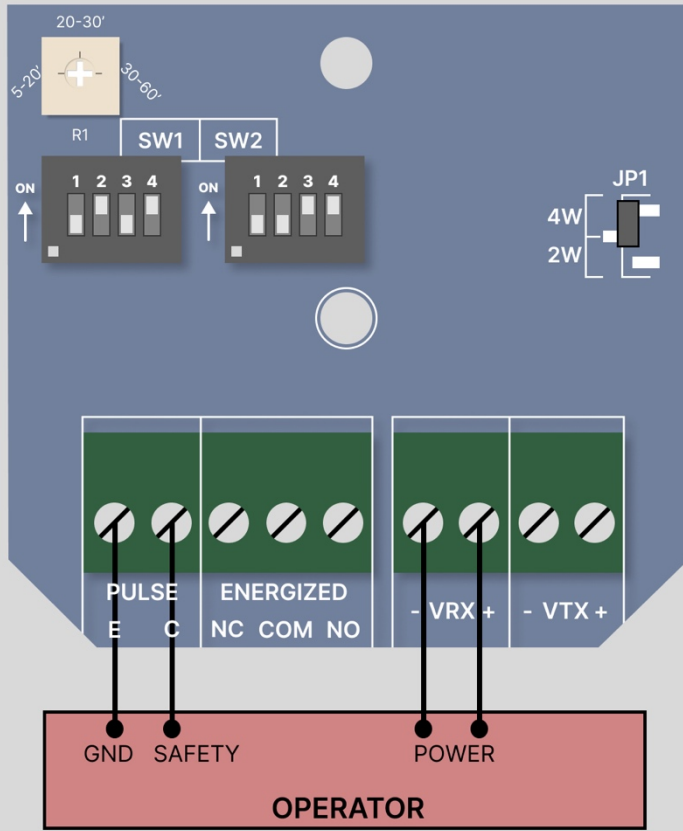 20-30'
5-20'
30-60'
R1
SW1
SW2
ON
1 2 3 4
ON
1 2 3 4
JP1
4W
2W
PULSE
ENERGIZED
E C
NC COM NO
- VRX +
- VTX +
GND SAFETY
POWER
OPERATOR